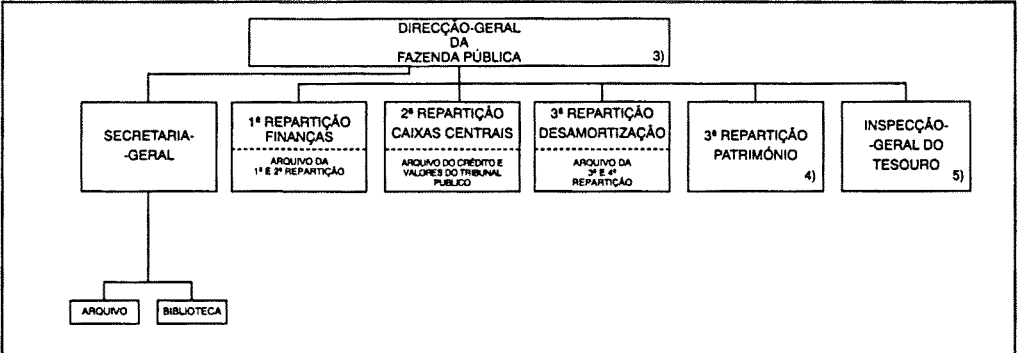 DIRECÇÃO-GERAL
DA
FAZENDA PÚBLICA 3)
SECRETARIA-
-GERAL
1ª REPARTIÇÃO
FINANÇAS
ARQUIVO DA
1ª E 2ª REPARTIÇÃO
2ª REPARTIÇÃO
CAIXAS CENTRAIS
ARQUIVO DO CRÉDITO E
VALORES DO TRIBUNAL
PUBLICO
3ª REPARTIÇÃO
DESAMORTIZAÇÃO
ARQUIVO DA
3ª E 4ª
REPARTIÇÃO
3ª REPARTIÇÃO
PATRIMÓNIO
4)
INSPECÇÃO-
-GERAL DO
TESOURO
5)
ARQUIVO
BIBLIOTECA